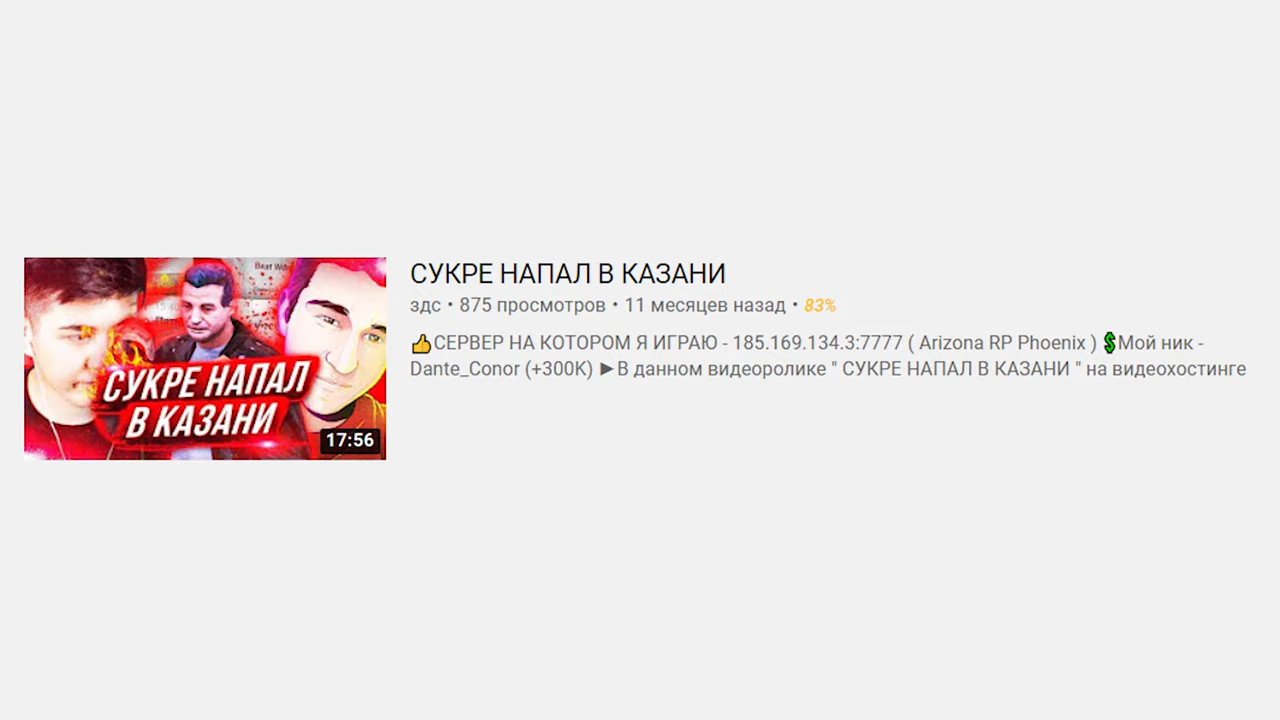 СУКРЕ НАПАЛ
В КАЗАНИ
17:56
СУКРЕ НАПАЛ В КАЗАНИ
здс • 875 просмотров • 11 месяцев назад • 83%
👍СЕРВЕР НА КОТОРОМ Я ИГРАЮ - 185.169.134.3:7777 ( Arizona RP Phoenix ) 💲Мой ник -
Dante_Conor (+300K) ►В данном видеоролике " СУКРЕ НАПАЛ В КАЗАНИ " на видеохостинге